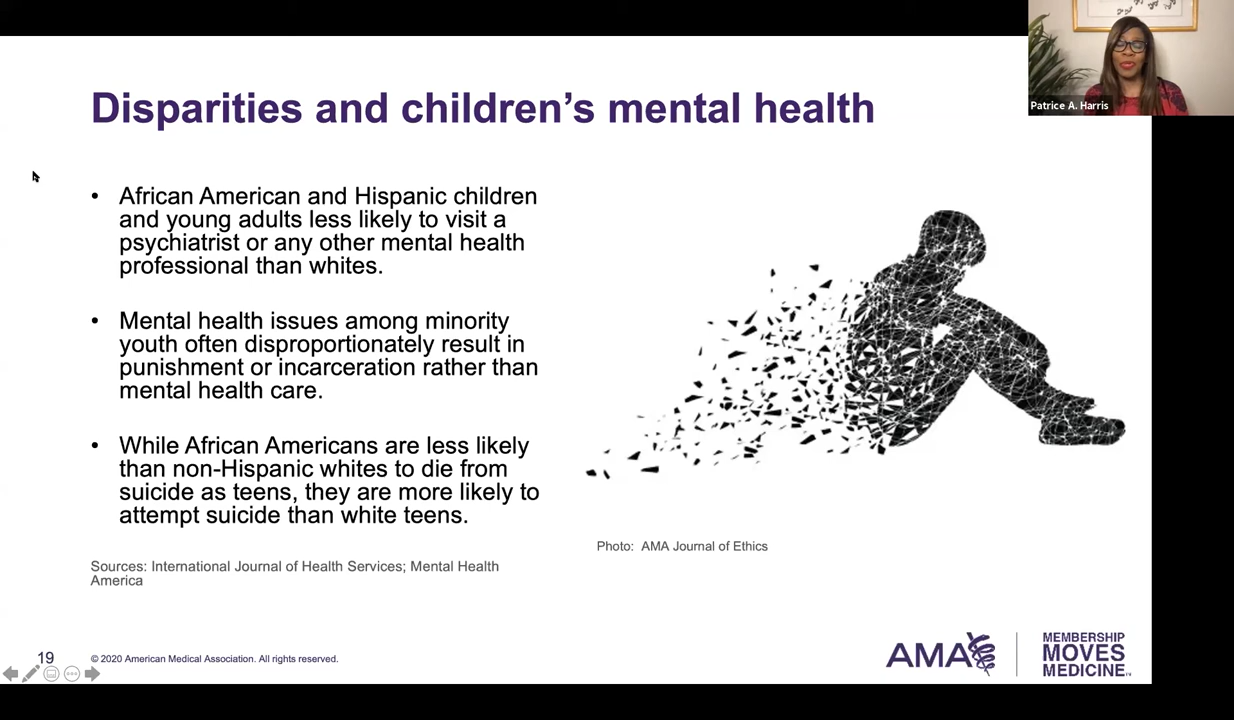 Patrice A. Harris
Disparities and children’s mental health
• African American and Hispanic children
and young adults less likely to visit a
psychiatrist or any other mental health
professional than whites.
• Mental health issues among minority
youth often disproportionately result in
punishment or incarceration rather than
mental health care.
• While African Americans are less likely
than non-Hispanic whites to die from
suicide as teens, they are more likely to
attempt suicide than white teens.
Sources: International Journal of Health Services; Mental Health
America
Photo: AMA Journal of Ethics
19
© 2020 American Medical Association. All rights reserved.
AMA
MEMBERSHIP
MOVES
MEDICINE™